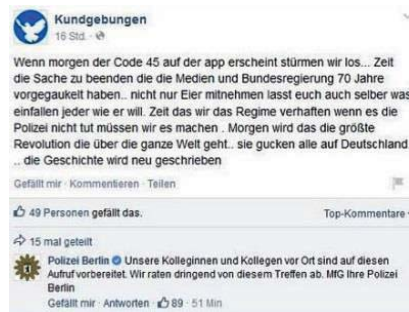 Kundgebungen
16 Std. ·
Wenn morgen der Code 45 auf der app erscheint stürmen wir los... Zeit
die Sache zu beenden die die Medien und Bundesregierung 70 Jahre
vorgegaukelt haben.. nicht nur Eier mitnehmen lasst euch auch selber was
einfallen jeder wie er will. Zeit das wir das Regime verhaften wenn es die
Polizei nicht tut müssen wir es machen . Morgen wird das die größte
Revolution die über die ganze Welt geht.. sie gucken alle auf Deutschland
.. die Geschichte wird neu geschrieben
Gefällt mir · Kommentieren · Teilen
49 Personen gefällt das.
Top-Kommentare
15 mal geteilt
Polizei Berlin Unsere Kolleginnen und Kollegen vor Ort sind auf diesen
Aufruf vorbereitet. Wir raten dringend von diesem Treffen ab. MfG Ihre Polizei
Berlin
Gefällt mir · Antworten · 89 · 51 Min